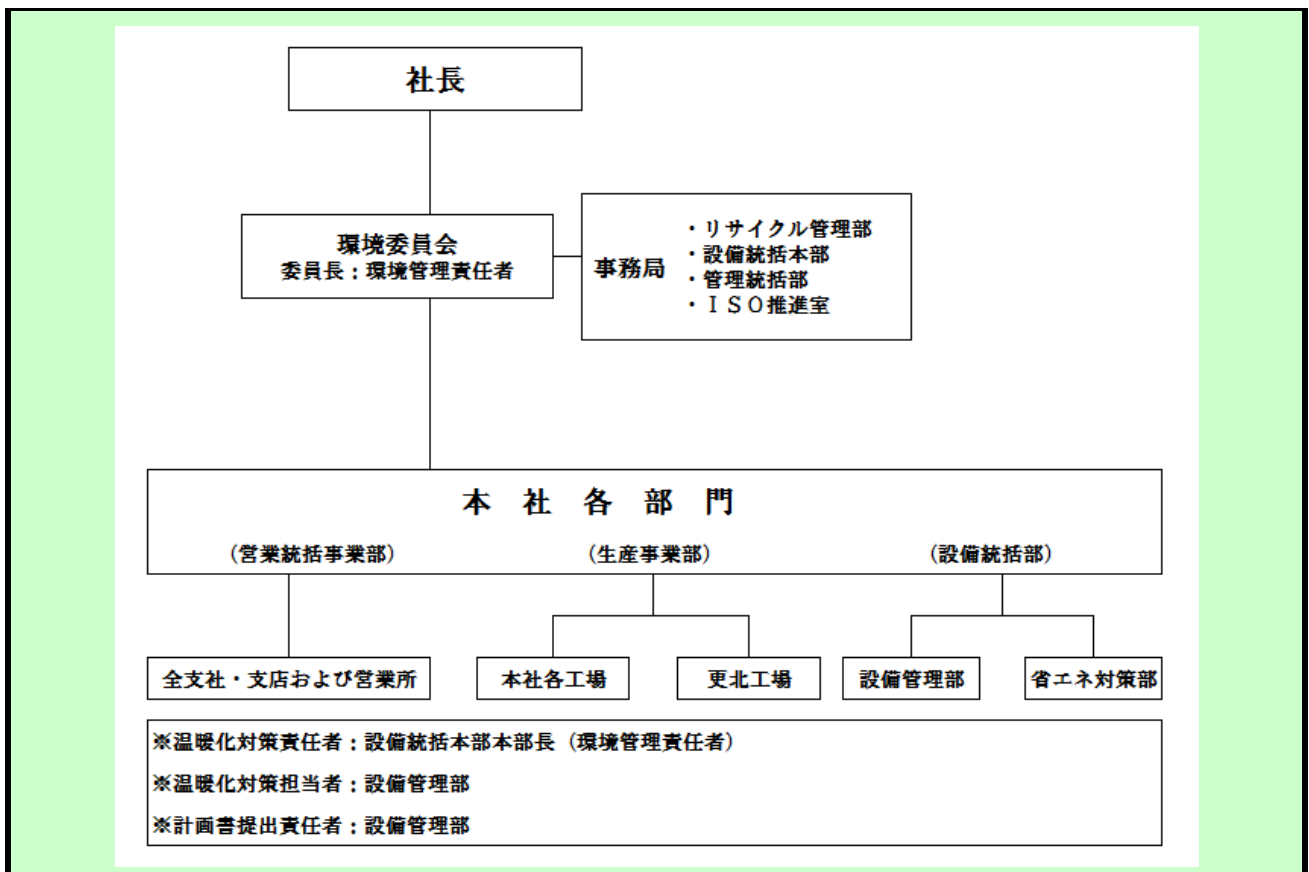 社長
環境委員会
委員長：環境管理責任者
事務局
・リサイクル管理部
・設備統括本部
・管理統括部
・ＩＳＯ推進室
本社各部門
（営業統括事業部）
（生産事業部）
（設備統括部）
全支社・支店および営業所
本社各工場
更北工場
設備管理部
省エネ対策部
※温暖化対策責任者：設備統括本部本部長（環境管理責任者）
※温暖化対策担当者：設備管理部
※計画書提出責任者：設備管理部